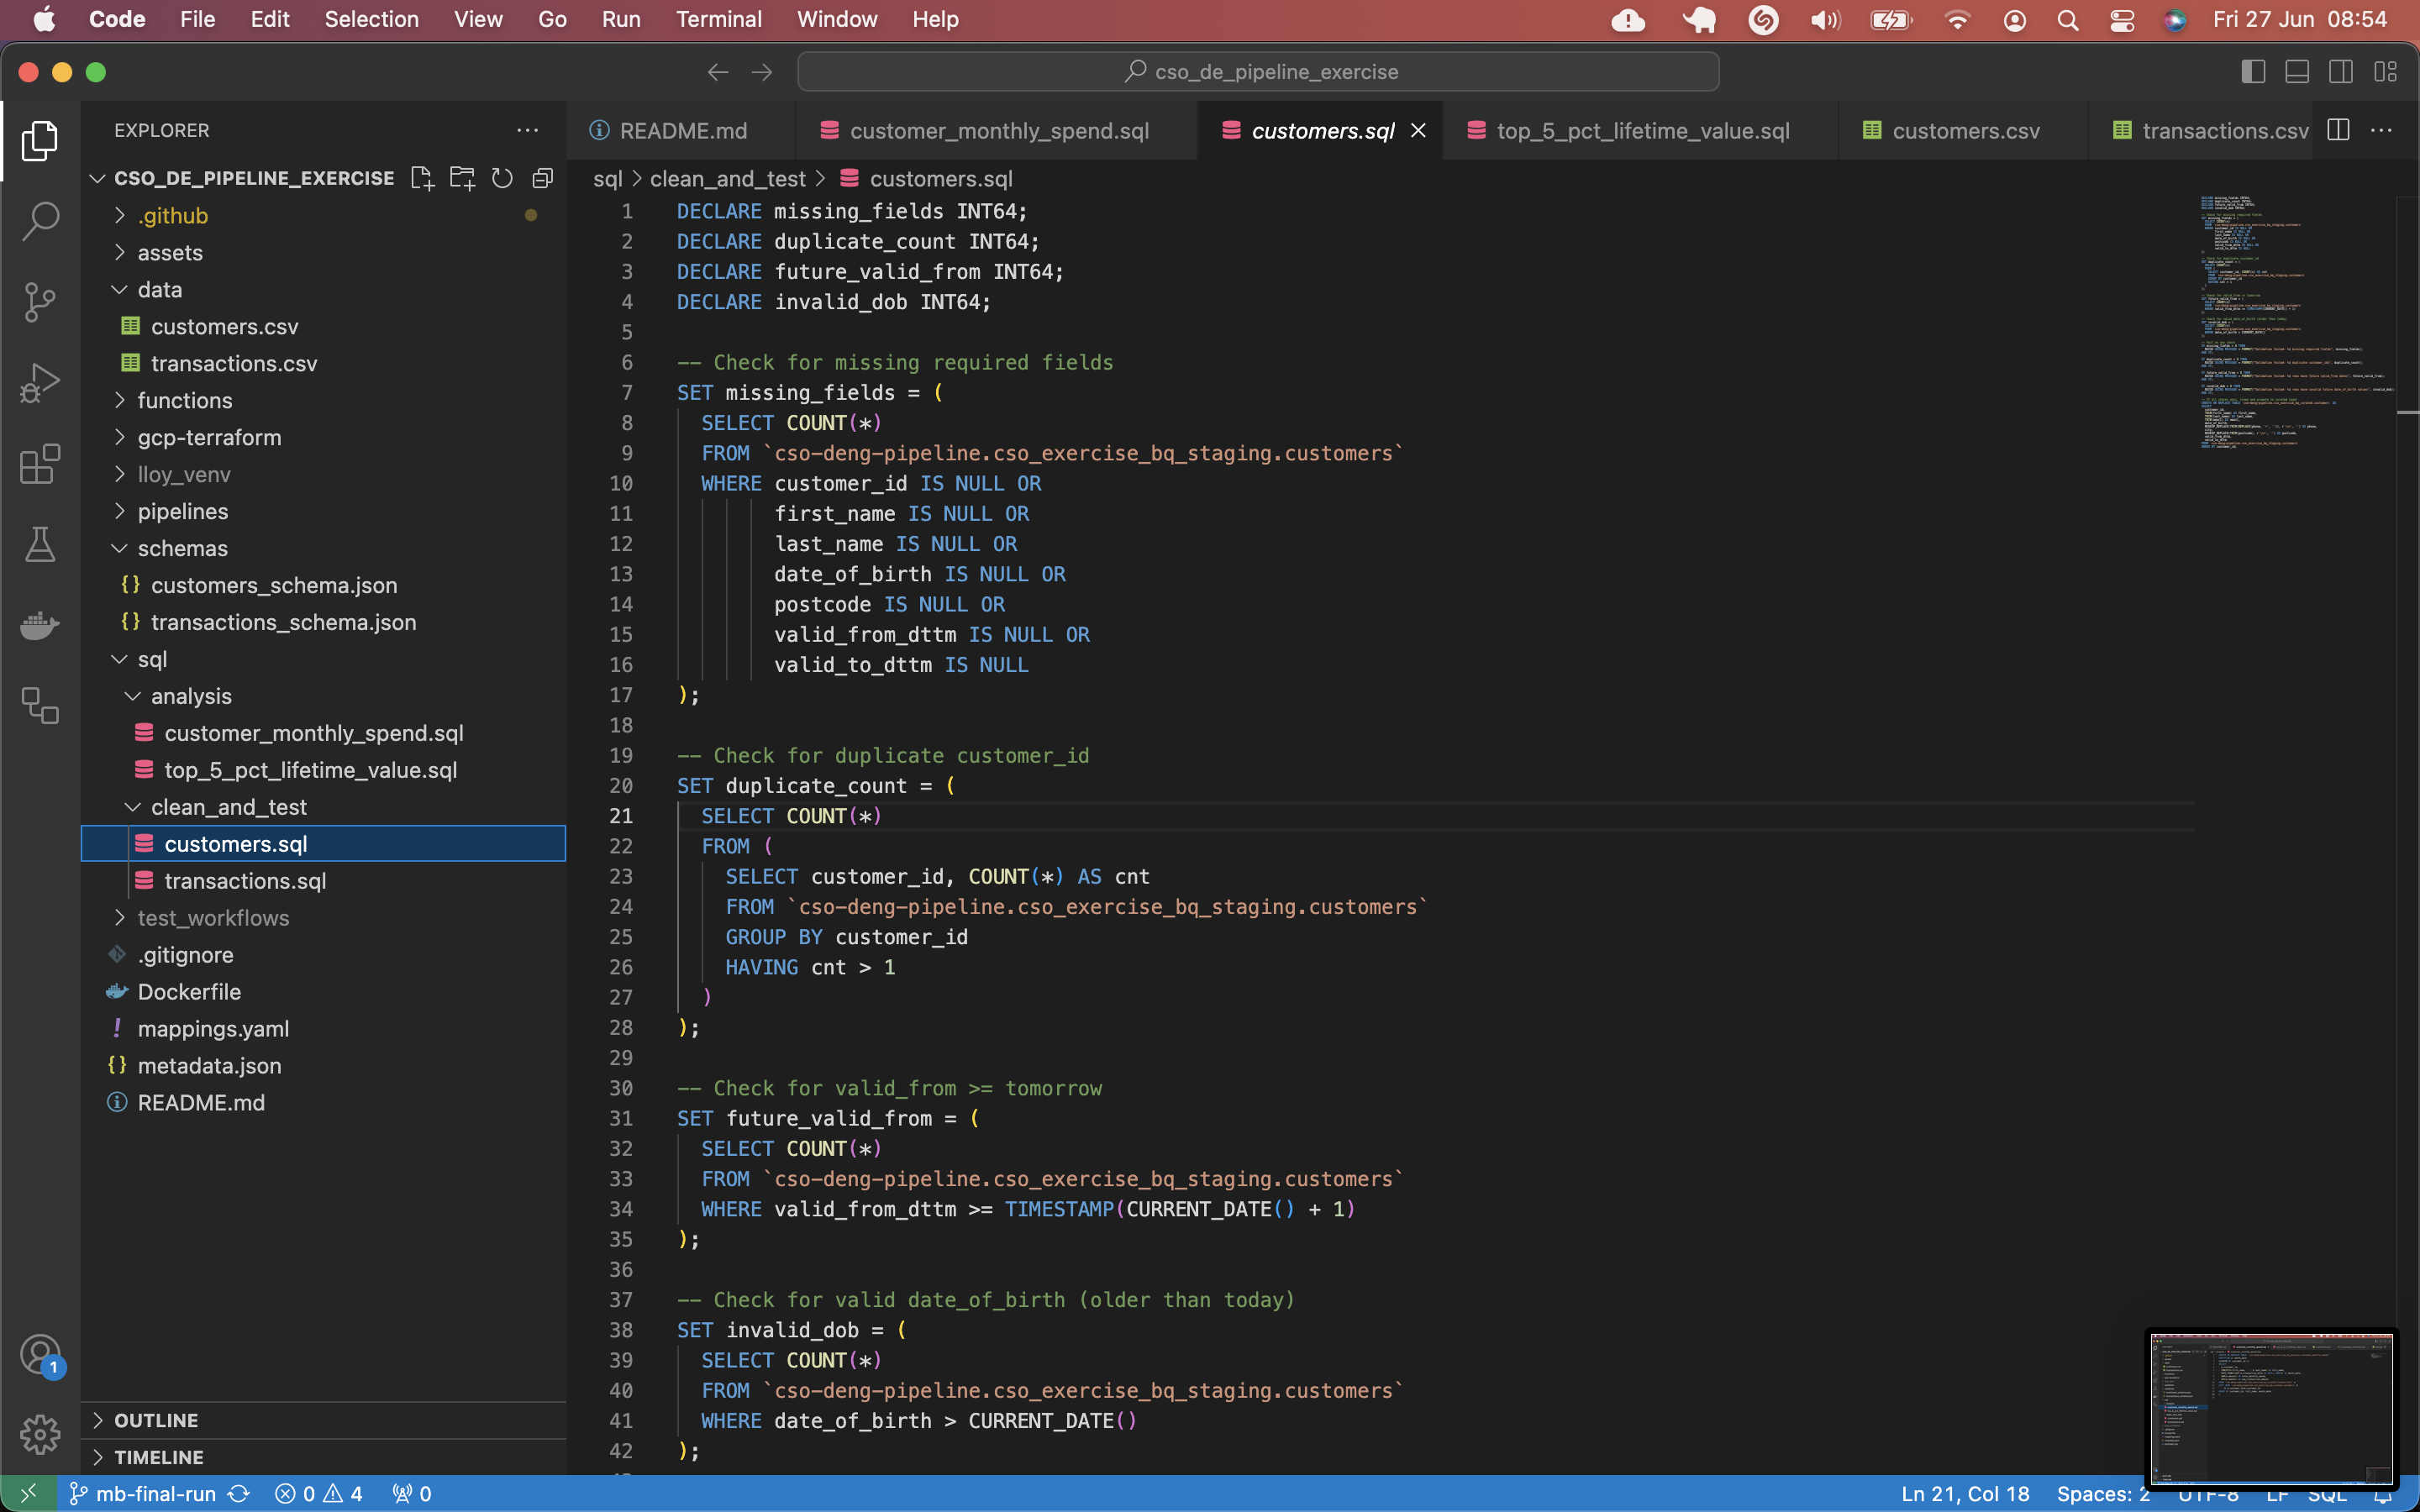 Code File Edit Selection View Go Run Terminal Window Help Fri 27 Jun 08:54
cso_de_pipeline_exercise
EXPLORER
CSO_DE_PIPELINE_EXERCISE
.github
assets
data
customers.csv
transactions.csv
functions
gcp-terraform
lloy_venv
pipelines
schemas
customers_schema.json
transactions_schema.json
sql
analysis
customer_monthly_spend.sql
top_5_pct_lifetime_value.sql
clean_and_test
customers.sql
transactions.sql
test_workflows
.gitignore
Dockerfile
mappings.yaml
metadata.json
README.md
OUTLINE
TIMELINE
README.md customer_monthly_spend.sql customers.sql top_5_pct_lifetime_value.sql customers.csv transactions.csv
sql > clean_and_test > customers.sql
1 DECLARE missing_fields INT64;
2 DECLARE duplicate_count INT64;
3 DECLARE future_valid_from INT64;
4 DECLARE invalid_dob INT64;
5
6 -- Check for missing required fields
7 SET missing_fields = (
8 SELECT COUNT(*)
9 FROM `cso-deng-pipeline.cso_exercise_bq_staging.customers`
10 WHERE customer_id IS NULL OR
11 first_name IS NULL OR
12 last_name IS NULL OR
13 date_of_birth IS NULL OR
14 postcode IS NULL OR
15 valid_from_dttm IS NULL OR
16 valid_to_dttm IS NULL
17 );
18
19 -- Check for duplicate customer_id
20 SET duplicate_count = (
21 SELECT COUNT(*)
22 FROM (
23 SELECT customer_id, COUNT(*) AS cnt
24 FROM `cso-deng-pipeline.cso_exercise_bq_staging.customers`
25 GROUP BY customer_id
26 HAVING cnt > 1
27 )
28 );
29
30 -- Check for valid_from >= tomorrow
31 SET future_valid_from = (
32 SELECT COUNT(*)
33 FROM `cso-deng-pipeline.cso_exercise_bq_staging.customers`
34 WHERE valid_from_dttm >= TIMESTAMP(CURRENT_DATE() + 1)
35 );
36
37 -- Check for valid date_of_birth (older than today)
38 SET invalid_dob = (
39 SELECT COUNT(*)
40 FROM `cso-deng-pipeline.cso_exercise_bq_staging.customers`
41 WHERE date_of_birth > CURRENT_DATE()
42 );
1
mb-final-run 0 4 0 Ln 21, Col 18 Spaces: 2 UTF-8 LF SQL